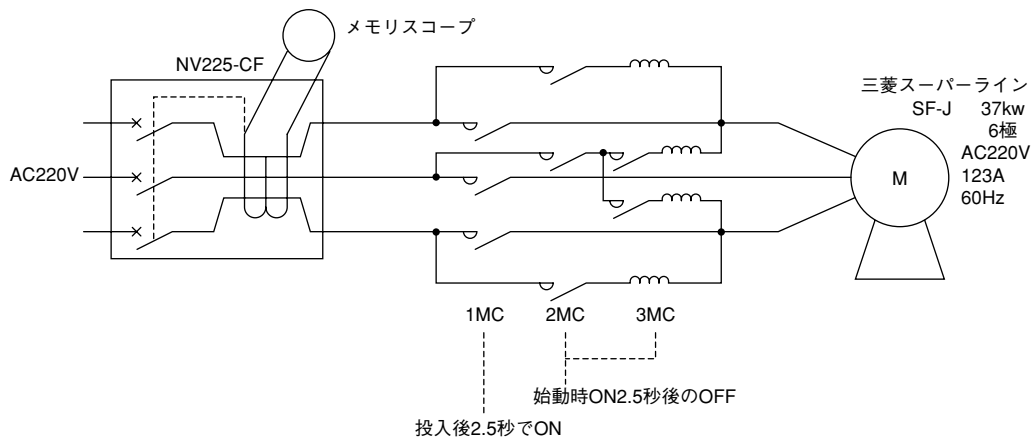 メモリスコープ
NV225-CF
三菱スーパーライン
SF-J 37kw
6極
AC220V
123A
60Hz
AC220V
M
1MC 2MC 3MC
始動時ON2.5秒後のOFF
投入後2.5秒でON